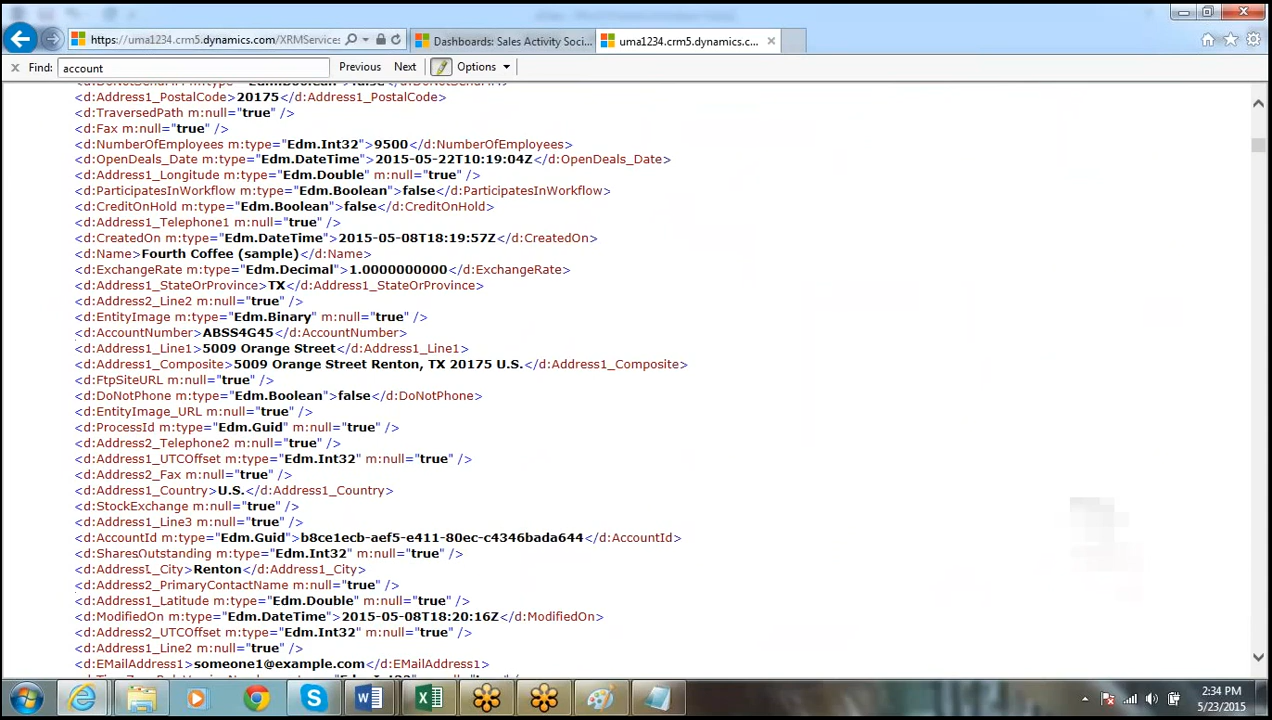 https://uma1234.crm5.dynamics.com/XRMServices
Dashboards: Sales Activity Soci...
uma1234.crm5.dynamics.c...
Find: account Previous Next Options
<d:Address1_PostalCode>20175</d:Address1_PostalCode>
<d:TraversedPath m:null="true" />
<d:Fax m:null="true" />
<d:NumberOfEmployees m:type="Edm.Int32">9500</d:NumberOfEmployees>
<d:OpenDeals_Date m:type="Edm.DateTime">2015-05-22T10:19:04Z</d:OpenDeals_Date>
<d:Address1_Longitude m:type="Edm.Double" m:null="true" />
<d:ParticipatesInWorkflow m:type="Edm.Boolean">false</d:ParticipatesInWorkflow>
<d:CreditOnHold m:type="Edm.Boolean">false</d:CreditOnHold>
<d:Address1_Telephone1 m:null="true" />
<d:CreatedOn m:type="Edm.DateTime">2015-05-08T18:19:57Z</d:CreatedOn>
<d:Name>Fourth Coffee (sample)</d:Name>
<d:ExchangeRate m:type="Edm.Decimal">1.0000000000</d:ExchangeRate>
<d:Address1_StateOrProvince>TX</d:Address1_StateOrProvince>
<d:Address2_Line2 m:null="true" />
<d:EntityImage m:type="Edm.Binary" m:null="true" />
<d:AccountNumber>ABSS4G45</d:AccountNumber>
<d:Address1_Line1>5009 Orange Street</d:Address1_Line1>
<d:Address1_Composite>5009 Orange Street Renton, TX 20175 U.S.</d:Address1_Composite>
<d:FtpSiteURL m:null="true" />
<d:DoNotPhone m:type="Edm.Boolean">false</d:DoNotPhone>
<d:EntityImage_URL m:null="true" />
<d:ProcessId m:type="Edm.Guid" m:null="true" />
<d:Address2_Telephone2 m:null="true" />
<d:Address1_UTCOffset m:type="Edm.Int32" m:null="true" />
<d:Address2_Fax m:null="true" />
<d:Address1_Country>U.S.</d:Address1_Country>
<d:StockExchange m:null="true" />
<d:Address1_Line3 m:null="true" />
<d:AccountId m:type="Edm.Guid">b8ce1ecb-aef5-e411-80ec-c4346bada644</d:AccountId>
<d:SharesOutstanding m:type="Edm.Int32" m:null="true" />
<d:Address1_City>Renton</d:Address1_City>
<d:Address2_PrimaryContactName m:null="true" />
<d:Address1_Latitude m:type="Edm.Double" m:null="true" />
<d:ModifiedOn m:type="Edm.DateTime">2015-05-08T18:20:16Z</d:ModifiedOn>
<d:Address2_UTCOffset m:type="Edm.Int32" m:null="true" />
<d:Address1_Line2 m:null="true" />
<d:EMailAddress1>someone1@example.com</d:EMailAddress1>
2:34 PM
5/23/2015